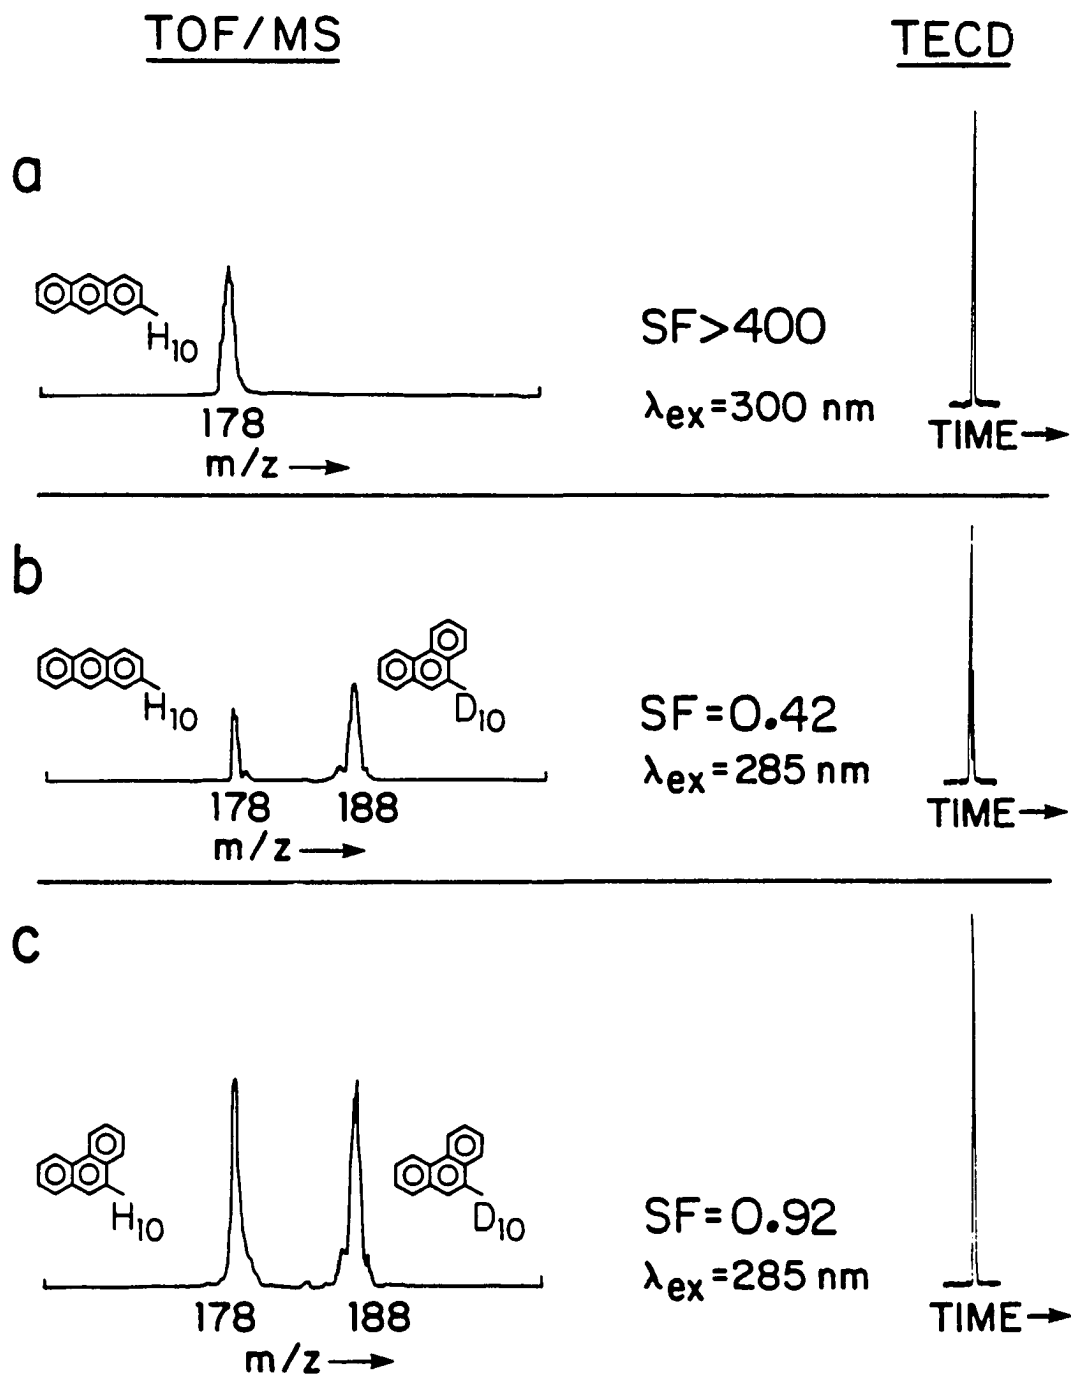 TOF/MS
TECD
a
H10
178
m/z →
SF>400
λex=300 nm
TIME→
b
H10
D10
178
188
m/z →
SF=0.42
λex=285 nm
TIME→
c
H10
D10
178
188
m/z →
SF=0.92
λex=285 nm
TIME→